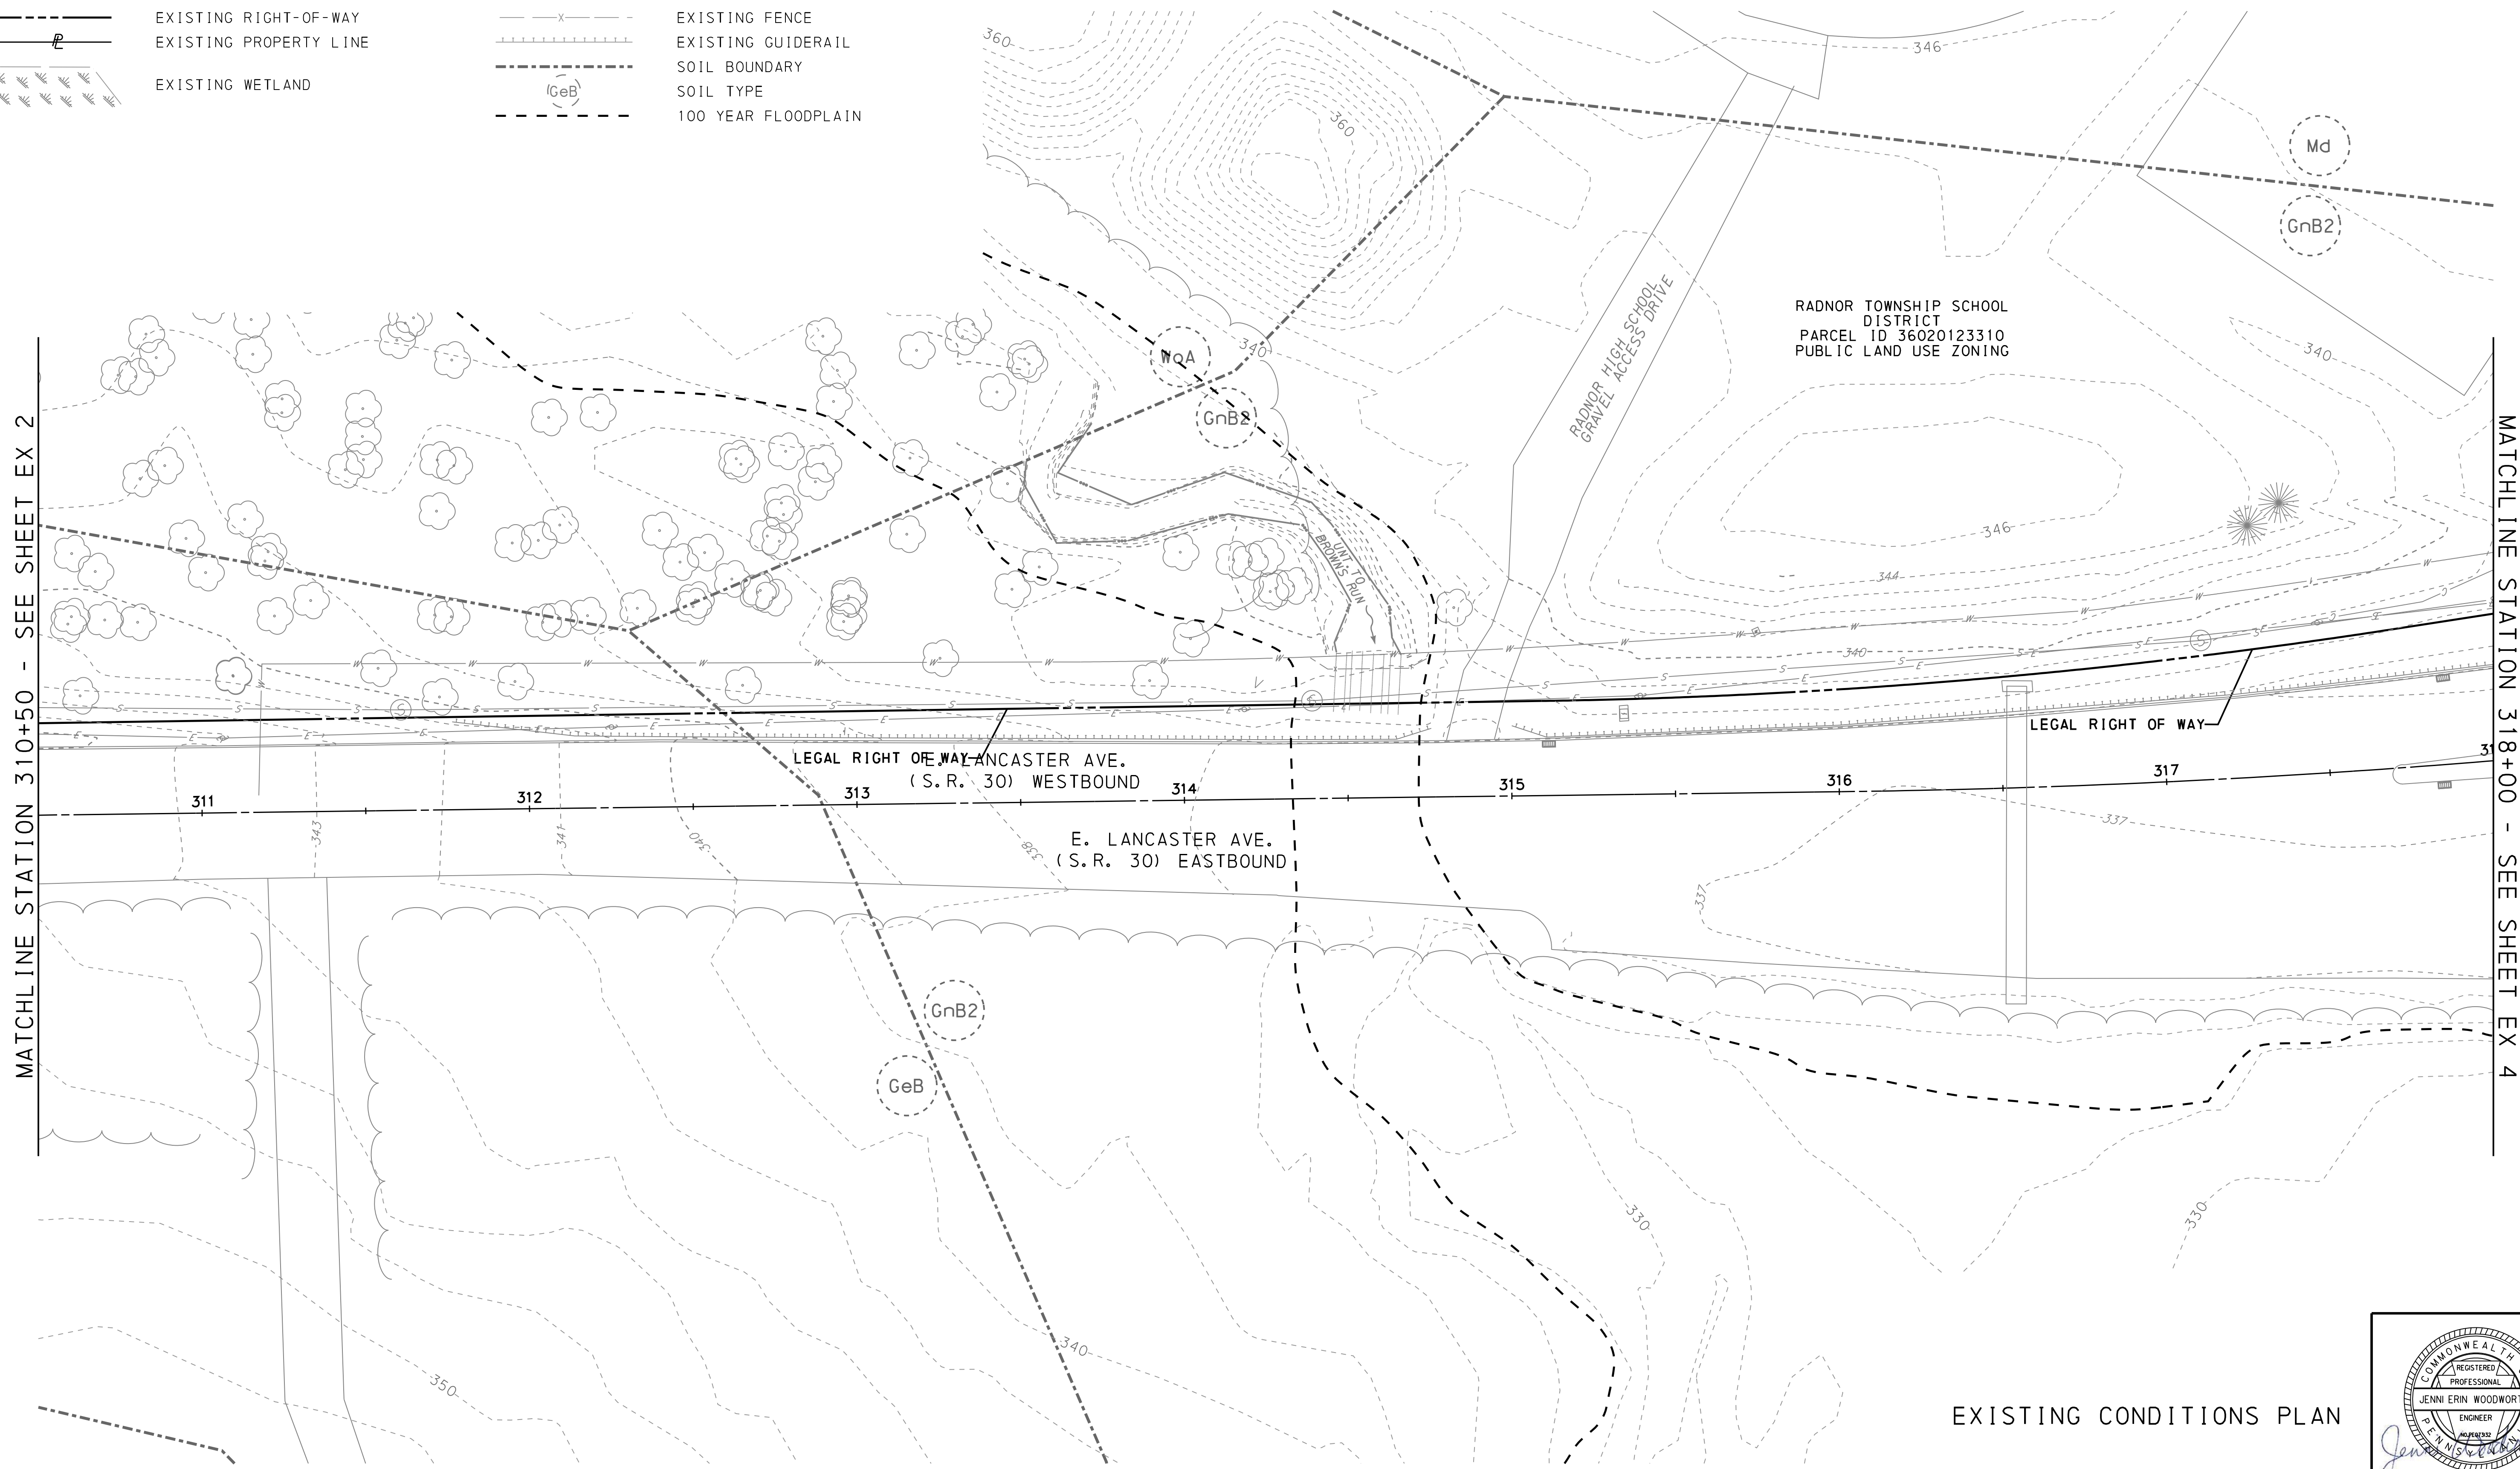 EXISTING RIGHT-OF-WAY
EXISTING PROPERTY LINE
EXISTING WETLAND
X
EXISTING FENCE
EXISTING GUIDERAIL
SOIL BOUNDARY
GeB
SOIL TYPE
100 YEAR FLOODPLAIN
360
360
346
Md
GnB2
RADNOR TOWNSHIP SCHOOL
DISTRICT
PARCEL ID 36020123310
PUBLIC LAND USE ZONING
RADNOR HIGH SCHOOL
GRAVEL ACCESS DRIVE
340
340
WoA
GnB2
346
344
340
UNT TO
BROWN'S RUN
MATCHLINE STATION 310+50 - SEE SHEET EX 2
MATCHLINE STATION 318+00 - SEE SHEET EX 4
LEGAL RIGHT OF WAY
LEGAL RIGHT OF WAY
E. LANCASTER AVE.
(S.R. 30) WESTBOUND
311
312
313
314
315
316
317
343
341
340
338
337
337
E. LANCASTER AVE.
(S.R. 30) EASTBOUND
GnB2
GeB
330
330
340
350
EXISTING CONDITIONS PLAN
COMMONWEALTH
REGISTERED
PROFESSIONAL
ENGINEER